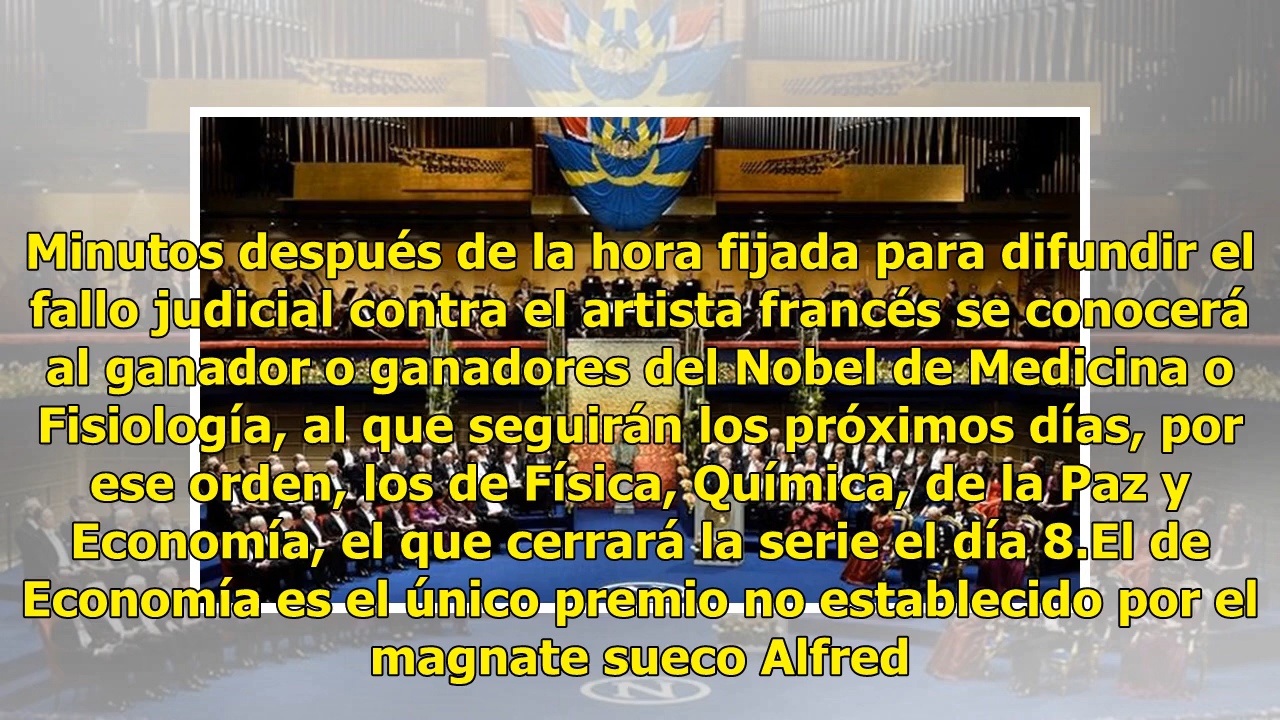 Minutos después de la hora fijada para difundir el
fallo judicial contra el artista francés se conocerá
al ganador o ganadores del Nobel de Medicina o
Fisiología, al que seguirán los próximos días, por
ese orden, los de Física, Química, de la Paz y
Economía, el que cerrará la serie el día 8.El de
Economía es el único premio no establecido por el
magnate sueco Alfred
N